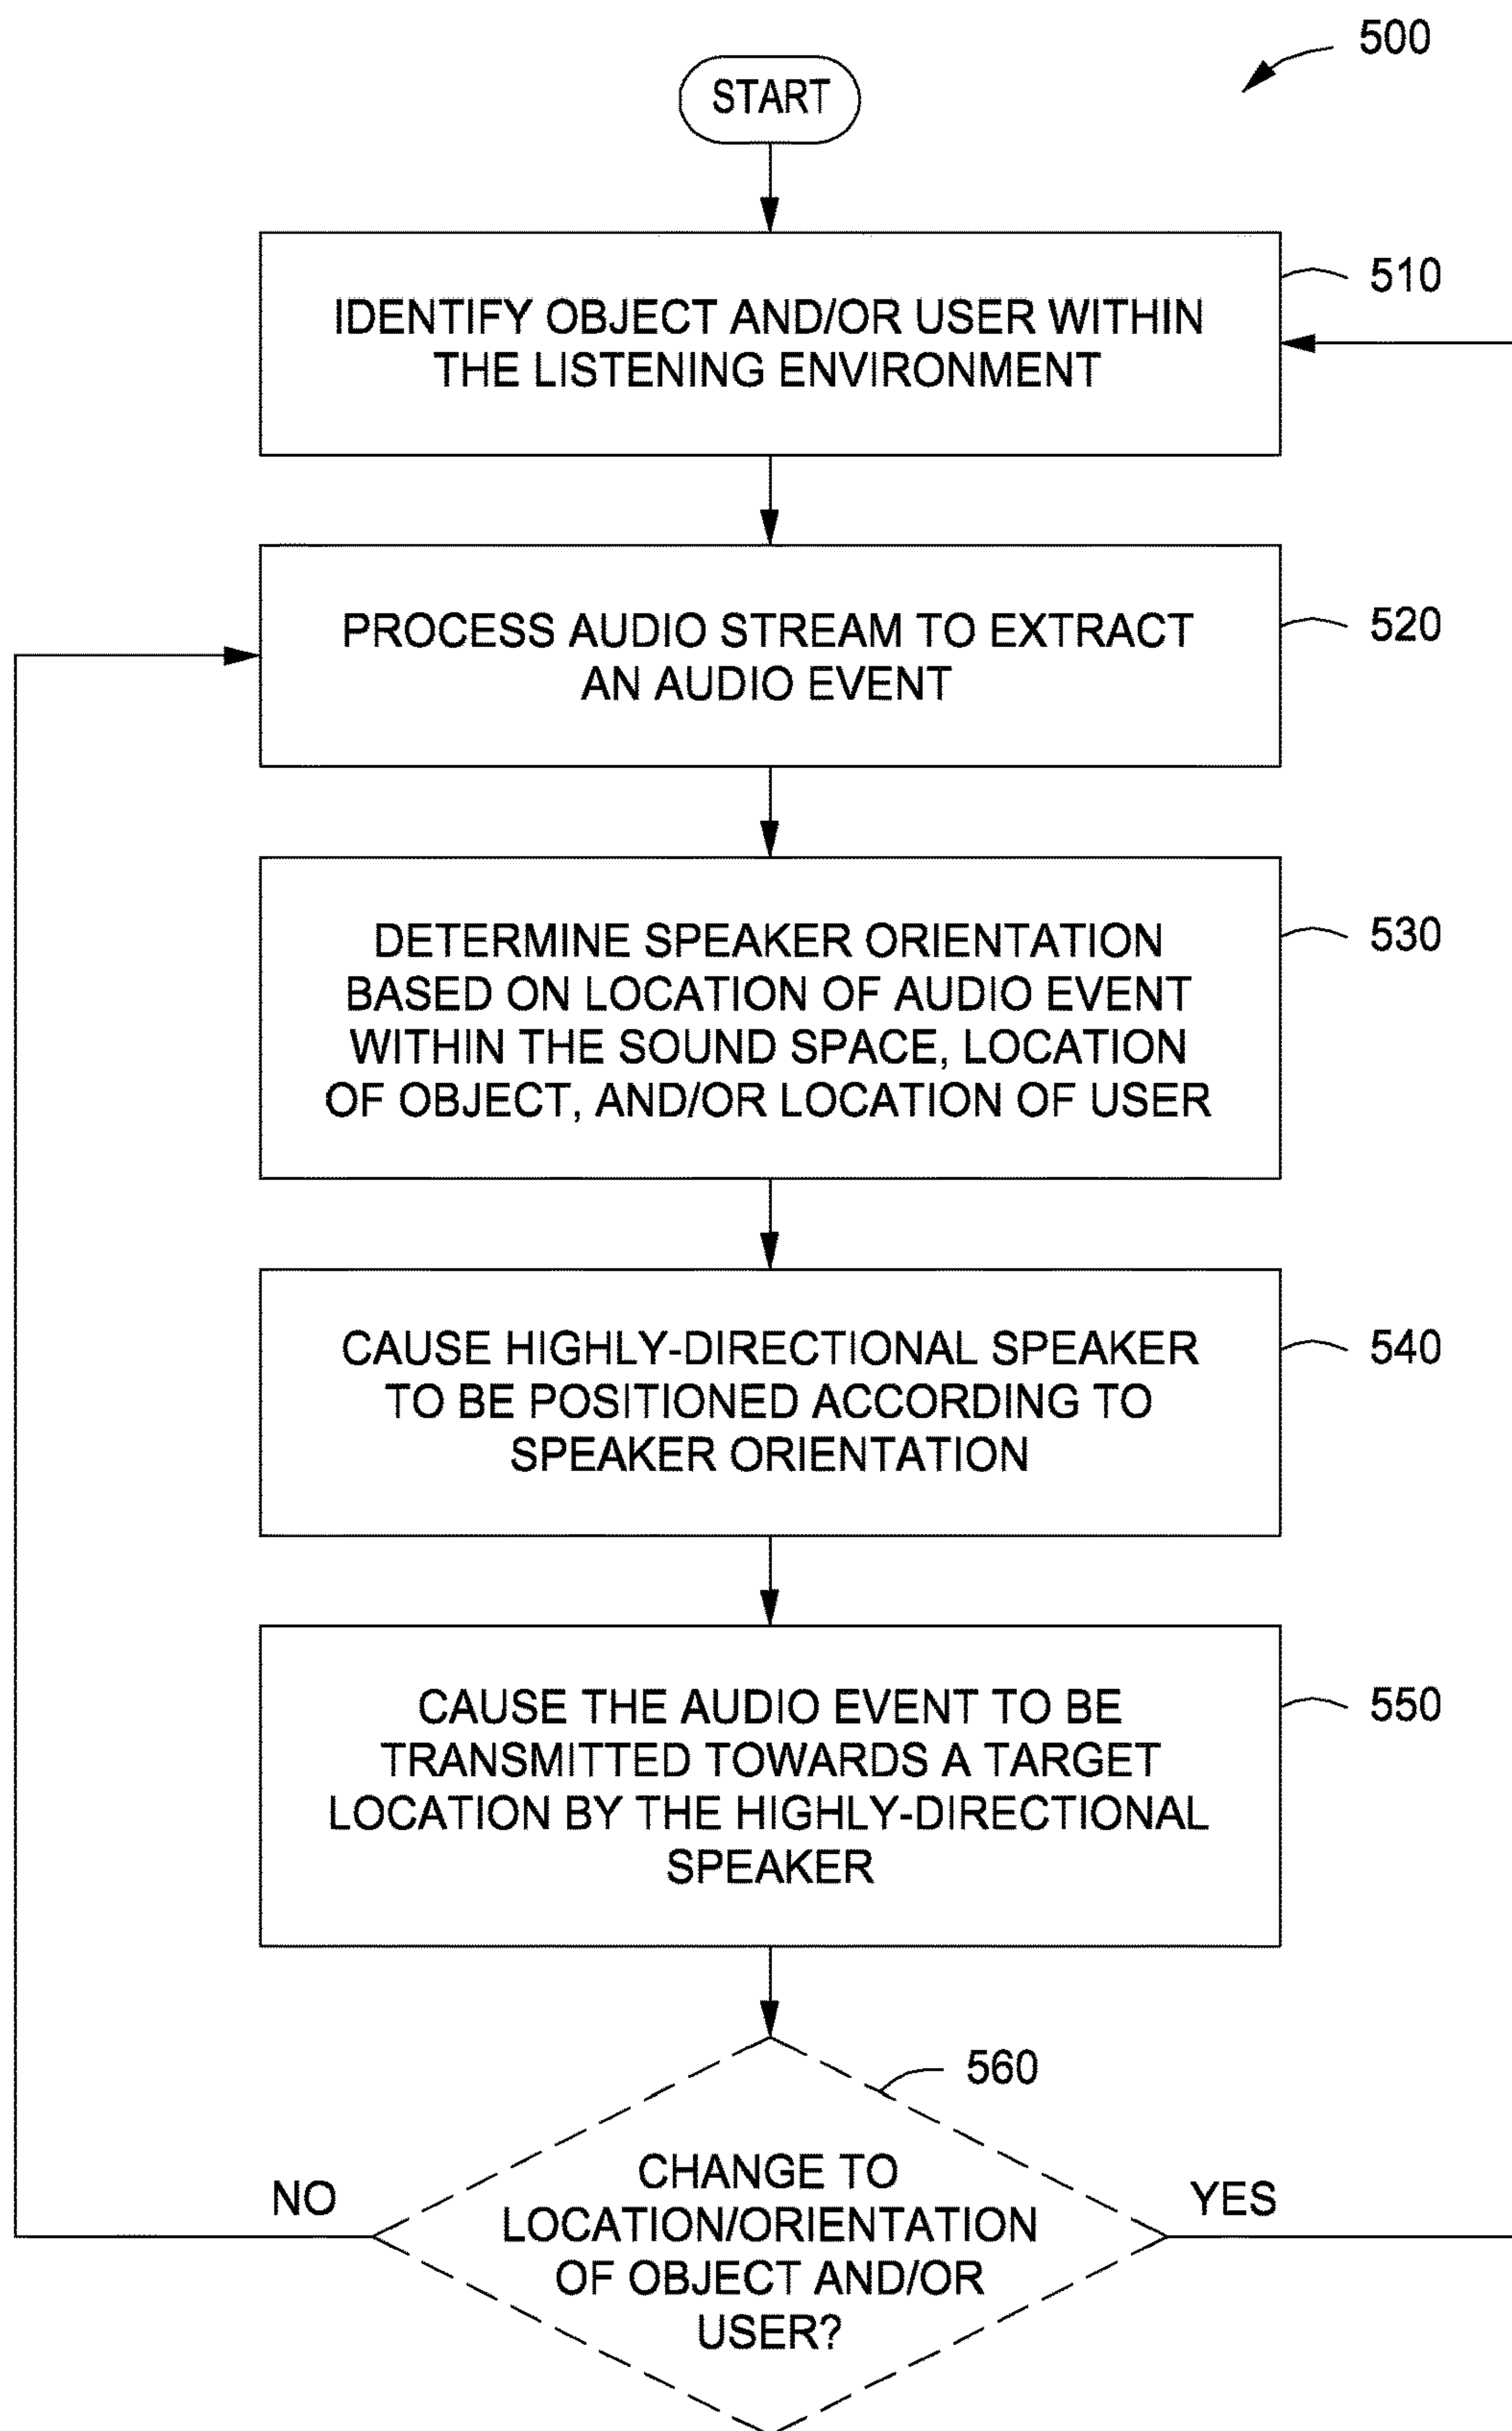 500
START
IDENTIFY OBJECT AND/OR USER WITHIN
THE LISTENING ENVIRONMENT
510
PROCESS AUDIO STREAM TO EXTRACT
AN AUDIO EVENT
520
DETERMINE SPEAKER ORIENTATION
BASED ON LOCATION OF AUDIO EVENT
WITHIN THE SOUND SPACE, LOCATION
OF OBJECT, AND/OR LOCATION OF USER
530
CAUSE HIGHLY-DIRECTIONAL SPEAKER
TO BE POSITIONED ACCORDING TO
SPEAKER ORIENTATION
540
CAUSE THE AUDIO EVENT TO BE
TRANSMITTED TOWARDS A TARGET
LOCATION BY THE HIGHLY-DIRECTIONAL
SPEAKER
550
560
CHANGE TO
LOCATION/ORIENTATION
OF OBJECT AND/OR
USER?
NO
YES